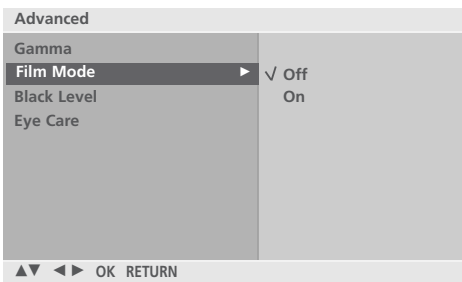 Advanced
Gamma
Film Mode ► √ Off
Black Level On
Eye Care
▲▼ ◄ ► OK RETURN